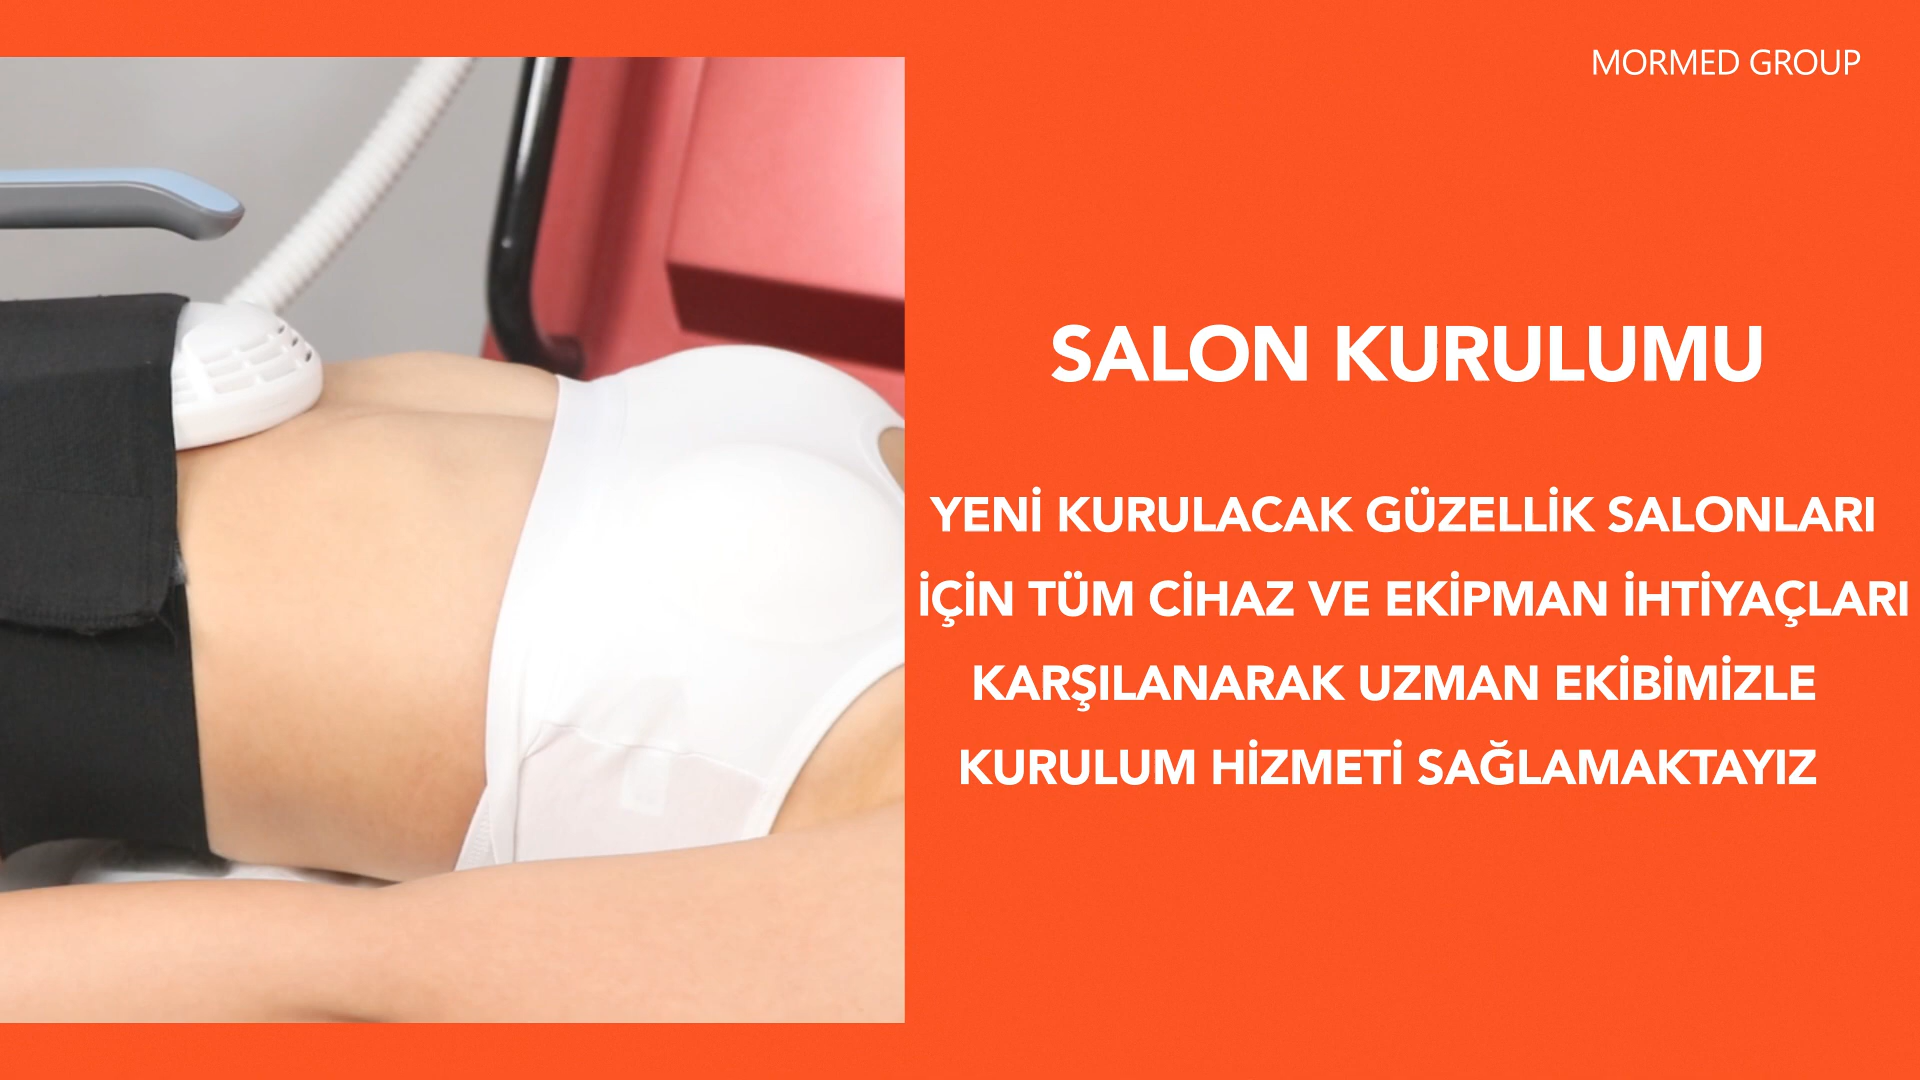 MORMED GROUP
SALON KURULUMU
YENİ KURULACAK GÜZELLİK SALONLARI
İÇİN TÜM CİHAZ VE EKİPMAN İHTİYAÇLARI
KARŞILANARAK UZMAN EKİBİMİZLE
KURULUM HİZMETİ SAĞLAMAKTAYIZ